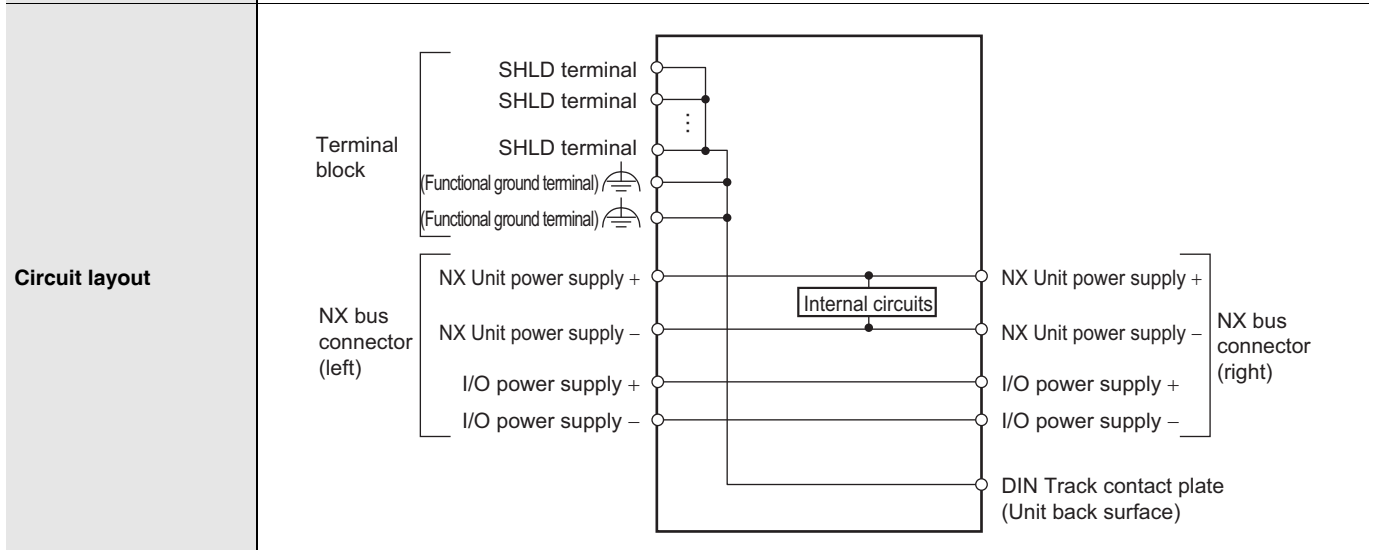 Circuit layout
Terminal
block
SHLD terminal
SHLD terminal
⋮
SHLD terminal
(Functional ground terminal)
(Functional ground terminal)
NX bus
connector
(left)
NX Unit power supply +
NX Unit power supply −
I/O power supply +
I/O power supply −
Internal circuits
NX Unit power supply +
NX Unit power supply −
I/O power supply +
I/O power supply −
NX bus
connector
(right)
DIN Track contact plate
(Unit back surface)